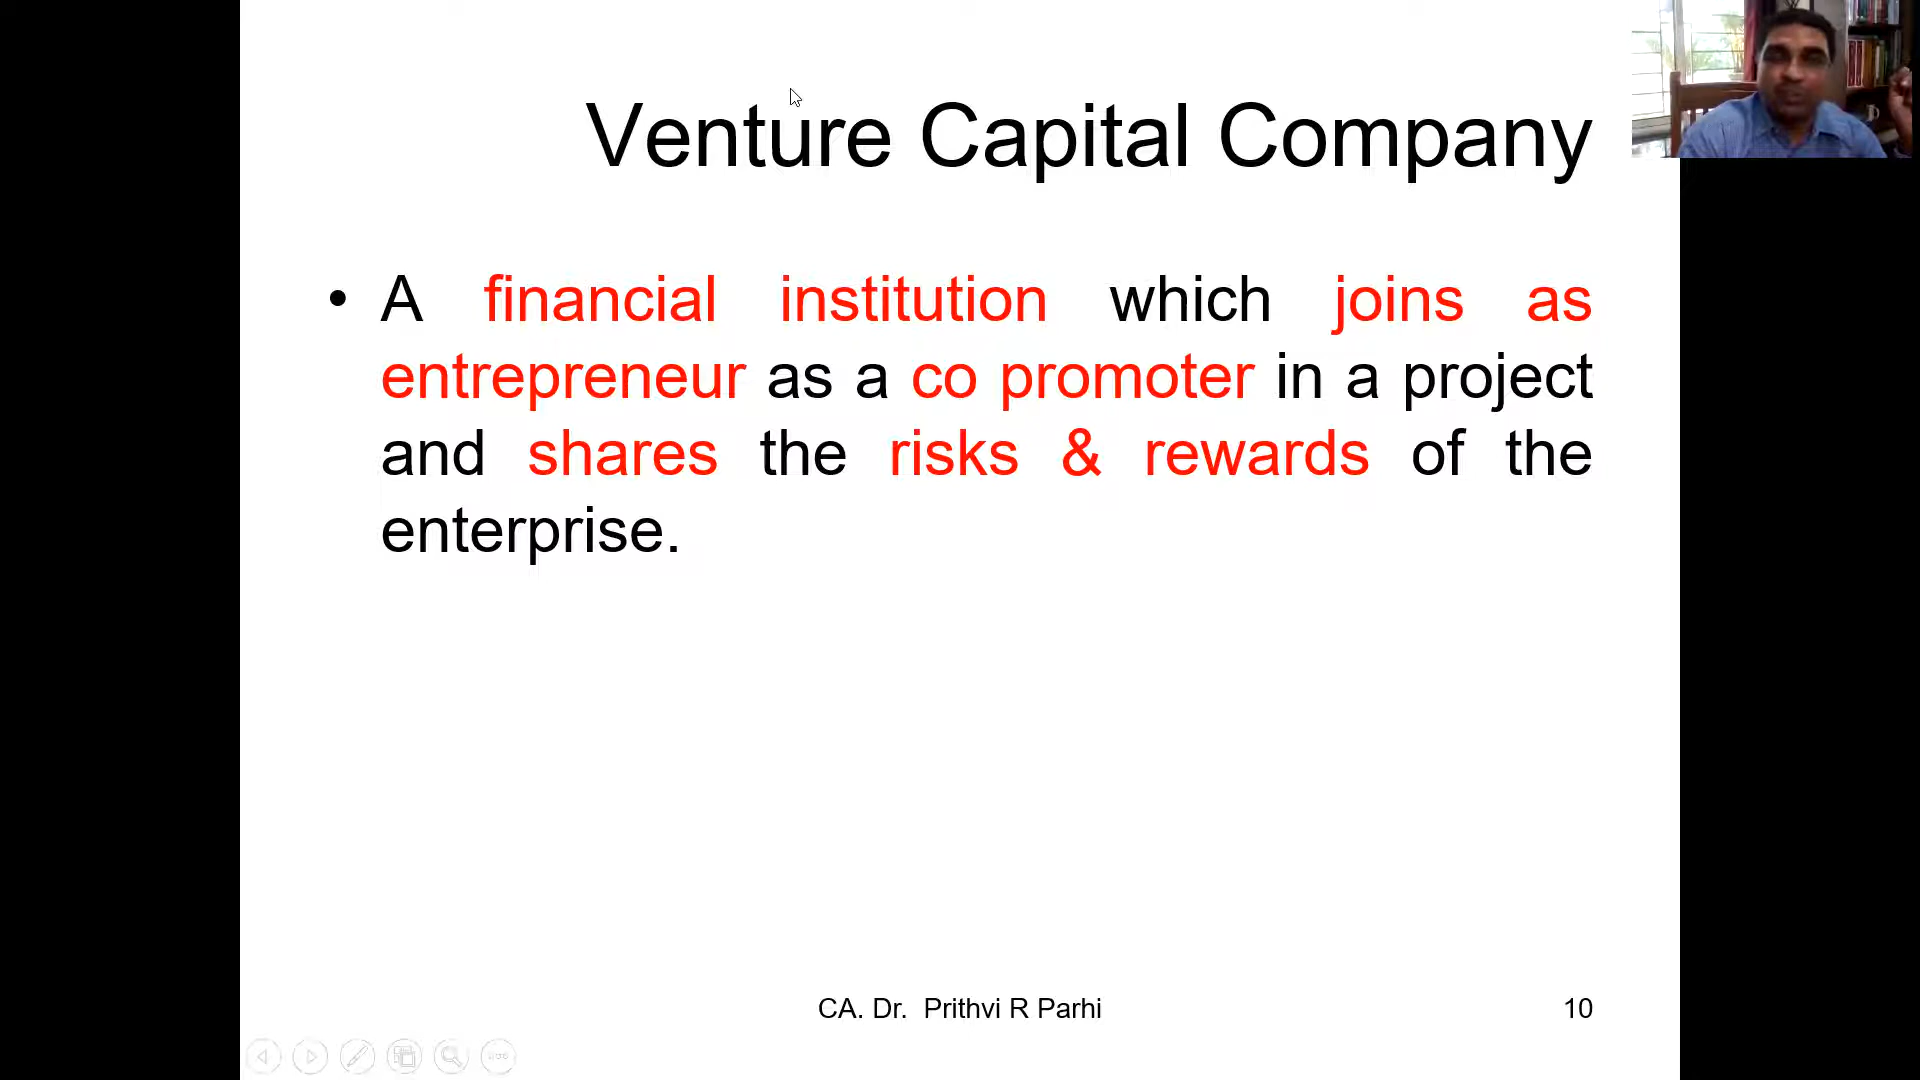 Venture Capital Company
• A financial institution which joins as
entrepreneur as a co promoter in a project
and shares the risks & rewards of the
enterprise.
CA. Dr. Prithvi R Parhi
10